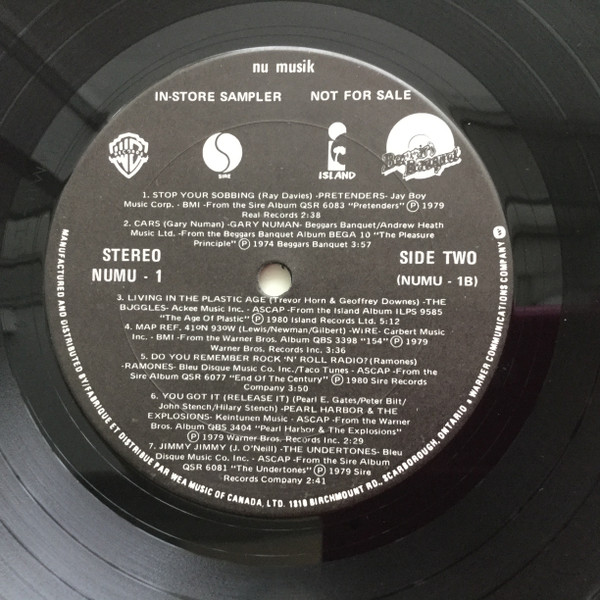 nu musik
IN-STORE SAMPLER NOT FOR SALE
WB
SIRE
ISLAND
Beggars Banquet
1. STOP YOUR SOBBING (Ray Davies) -PRETENDERS- Jay Boy
Music Corp. - BMI -From the Sire Album QSR 6083 "Pretenders" Ⓟ 1979
Real Records 2:38
2. CARS (Gary Numan) -GARY NUMAN- Beggars Banquet/Andrew Heath
Music Ltd. -From the Beggars Banquet Album BEGA 10 "The Pleasure
Principle" Ⓟ 1974 Beggars Banquet 3:57
STEREO
NUMU - 1
SIDE TWO
(NUMU - 1B)
3. LIVING IN THE PLASTIC AGE (Trevor Horn & Geoffrey Downes) -THE
BUGGLES- Ackee Music Inc. - ASCAP -From the Island Album ILPS 9585
"The Age Of Plastic" Ⓟ 1980 Island Records Ltd. 5:12
4. MAP REF. 41ºN 93ºW (Lewis/Newman/Gilbert) -WIRE- Carbert Music
Inc. - BMI -From the Warner Bros. Album QBS 3398 "154" Ⓟ 1979
Warner Bros. Records Inc. 3:36
5. DO YOU REMEMBER ROCK 'N' ROLL RADIO? (Ramones)
-RAMONES- Bleu Disque Music Co. Inc./Taco Tunes - ASCAP -From the
Sire Album QSR 6077 "End Of The Century" Ⓟ 1980 Sire Records
Company 3:50
6. YOU GOT IT (RELEASE IT) (Pearl E. Gates/Peter Bilt/
John Stench/Hilary Stench) -PEARL HARBOR & THE
EXPLOSIONS- Keintunen Music - ASCAP -From the Warner
Bros. Album QBS 3404 "Pearl Harbor & The Explosions"
Ⓟ 1979 Warner Bros. Records Inc. 2:29
7. JIMMY JIMMY (J. O'Neill) -THE UNDERTONES- Bleu
Disque Music Co. Inc. - ASCAP -From the Sire Album
QSR 6081 "The Undertones" Ⓟ 1979 Sire
Records Company 2:41
MANUFACTURED AND DISTRIBUTED BY/FABRIQUE ET DISTRIBUE PAR WEA MUSIC OF CANADA, LTD. 1810 BIRCHMOUNT RD., SCARBOROUGH, ONTARIO • WARNER COMMUNICATIONS COMPANY